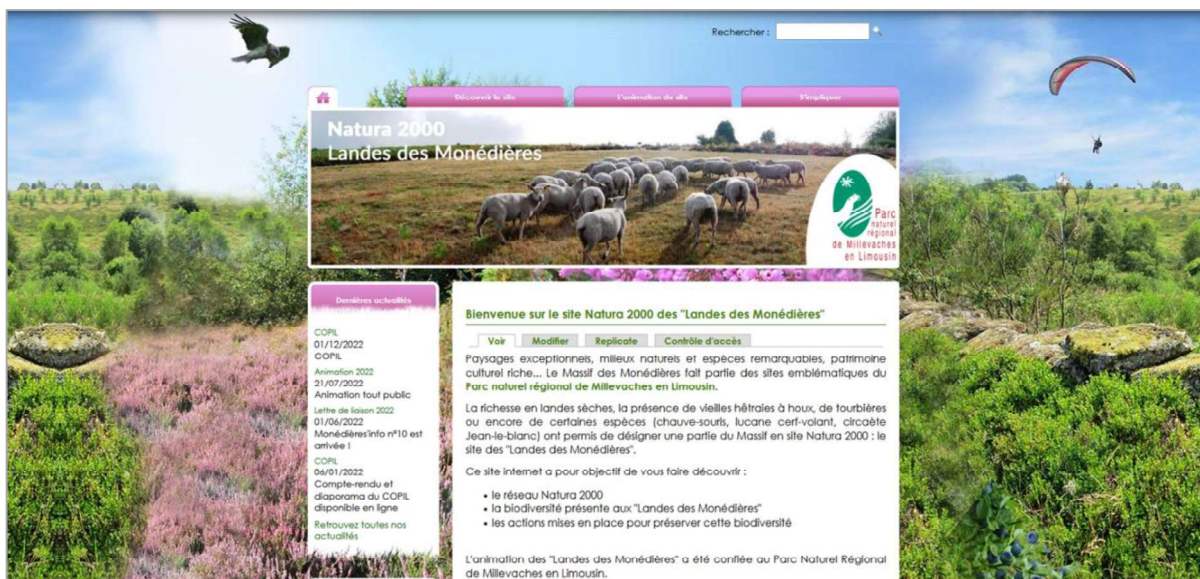 Rechercher :
Découvrir le site
L'animation de site
S'impliquer
Natura 2000
Landes des Monédières
Parc
naturel
régional
de Millevaches
en Limousin
Dernières actualités
COPIL
01/12/2022
COPIL
Animation 2022
21/07/2022
Animation tout public
Lettre de liaison 2022
01/06/2022
Monédières'info n°10 est
arrivée !
COPIL
06/01/2022
Compte-rendu et
diaporama du COPIL
disponible en ligne
Retrouvez toutes nos
actualités
Bienvenue sur le site Natura 2000 des "Landes des Monédières"
Voir Modifier Replicate Contrôle d'accès
Paysages exceptionnels, milieux naturels et espèces remarquables, patrimoine
culturel riche... Le Massif des Monédières fait partie des sites emblématiques du
Parc naturel régional de Millevaches en Limousin.
La richesse en landes sèches, la présence de vieilles hêtraies à houx, de tourbières
ou encore de certaines espèces (chauve-souris, lucane cerf-volant, circaète
Jean-le-blanc) ont permis de désigner une partie du Massif en site Natura 2000 : le
site des "Landes des Monédières".
Ce site internet a pour objectif de vous faire découvrir :
• le réseau Natura 2000
• la biodiversité présente aux "Landes des Monédières"
• les actions mises en place pour préserver cette biodiversité
L'animation des "Landes des Monédières" a été confiée au Parc Naturel Régional
de Millevaches en Limousin.